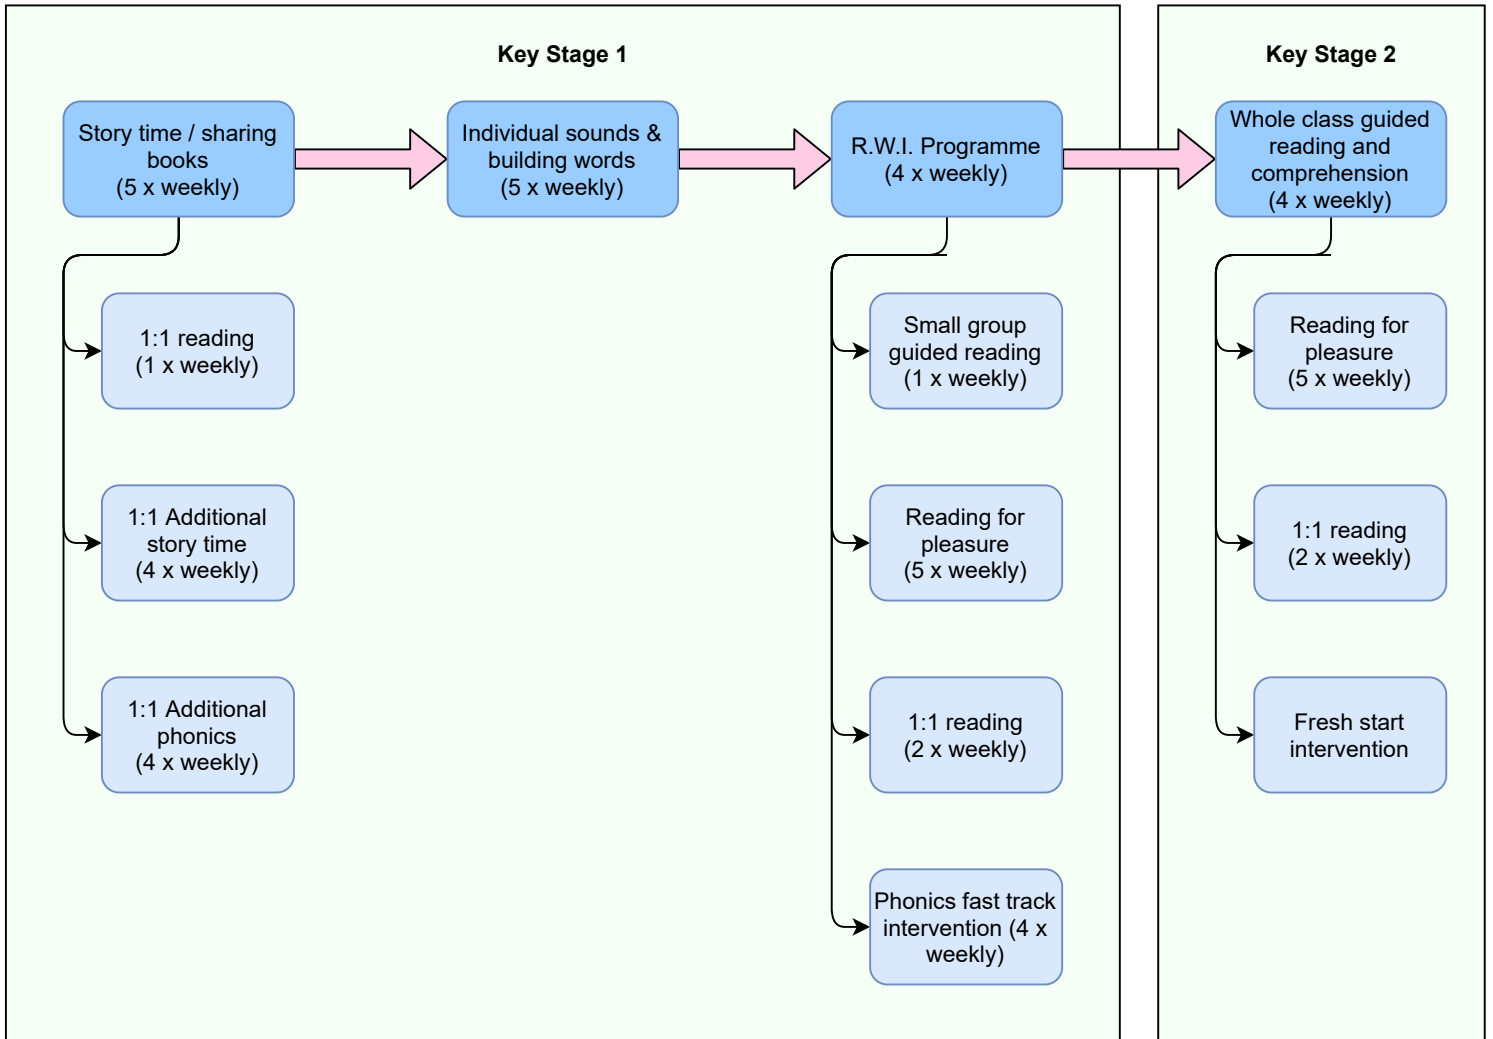 Key Stage 1
Story time / sharing
books
(5 x weekly)
Individual sounds &
building words
(5 x weekly)
R.W.I. Programme
(4 x weekly)
1:1 reading
(1 x weekly)
1:1 Additional
story time
(4 x weekly)
1:1 Additional
phonics
(4 x weekly)
Small group
guided reading
(1 x weekly)
Reading for
pleasure
(5 x weekly)
1:1 reading
(2 x weekly)
Phonics fast track
intervention (4 x
weekly)
Key Stage 2
Whole class guided
reading and
comprehension
(4 x weekly)
Reading for
pleasure
(5 x weekly)
1:1 reading
(2 x weekly)
Fresh start
intervention